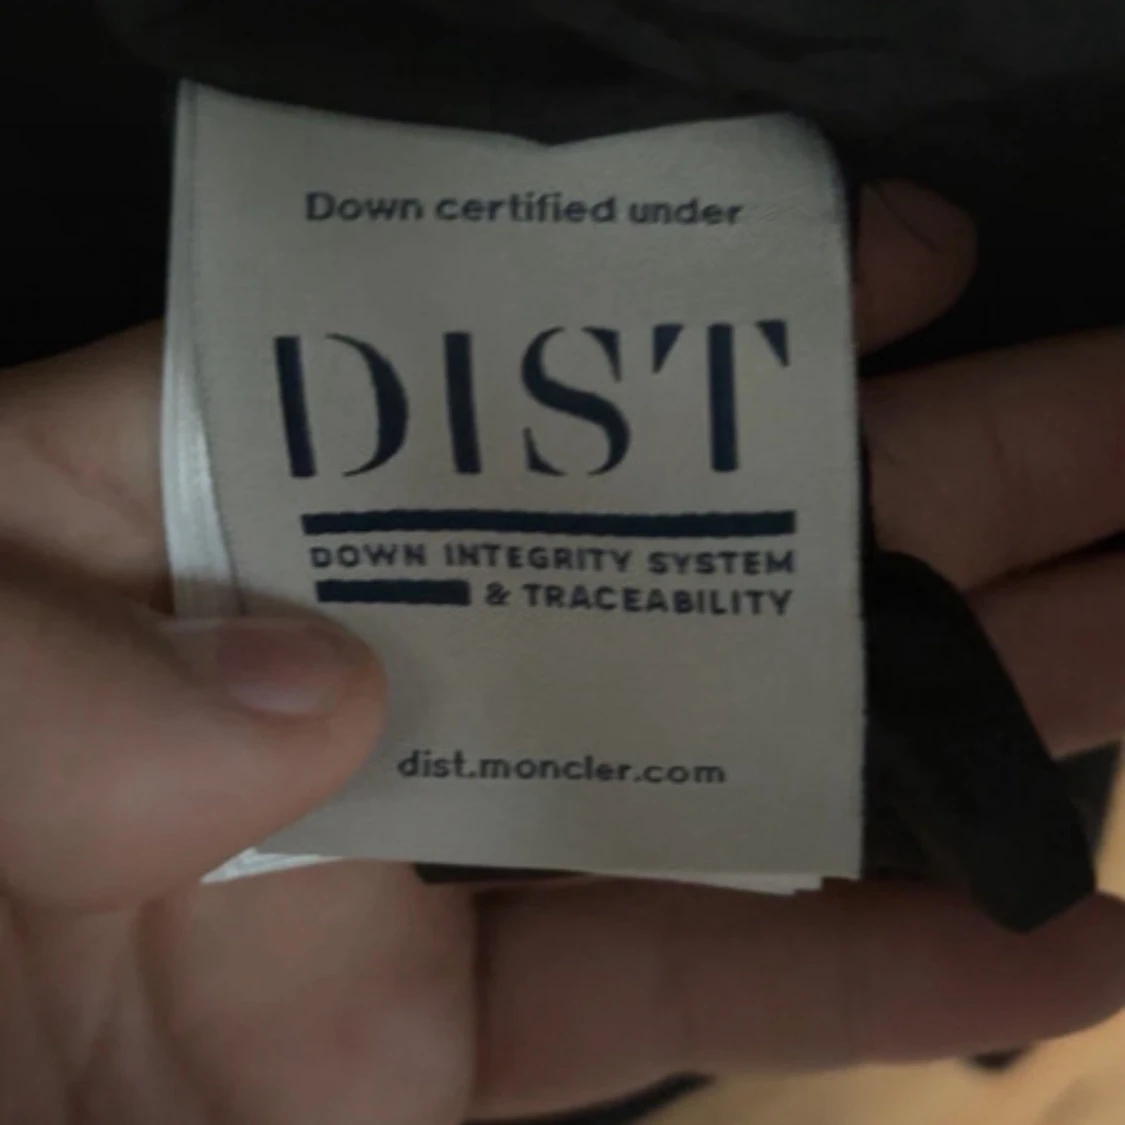 Down certified under
DIST
DOWN INTEGRITY SYSTEM
& TRACEABILITY
dist.moncler.com